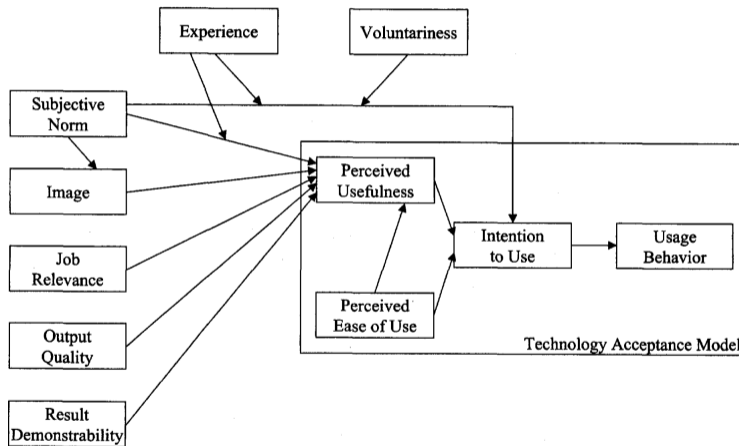 Experience
Voluntariness
Subjective
Norm
Image
Job
Relevance
Output
Quality
Result
Demonstrability
Perceived
Usefulness
Perceived
Ease of Use
Intention
to Use
Usage
Behavior
Technology Acceptance Model